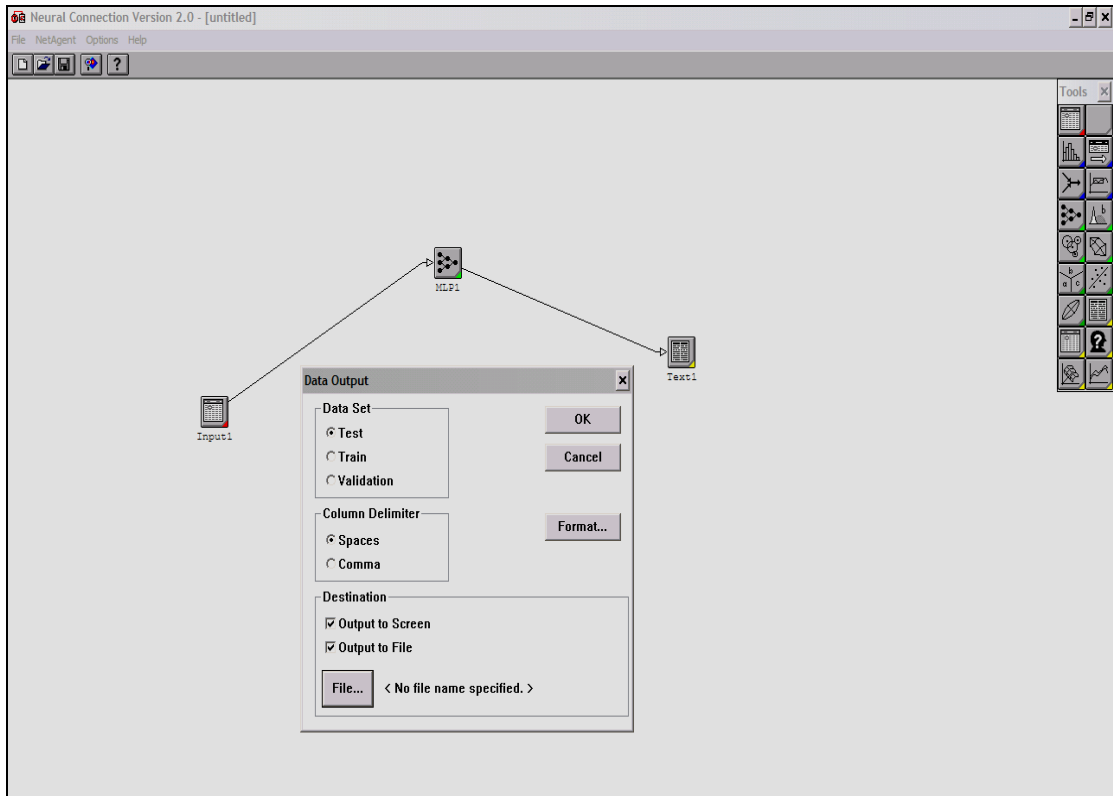 Neural Connection Version 2.0 - [untitled]
File NetAgent Options Help
Tools
MLP1
Text1
Input1
Data Output
Data Set
Test
Train
Validation
OK
Cancel
Column Delimiter
Spaces
Comma
Format...
Destination
Output to Screen
Output to File
File... < No file name specified. >